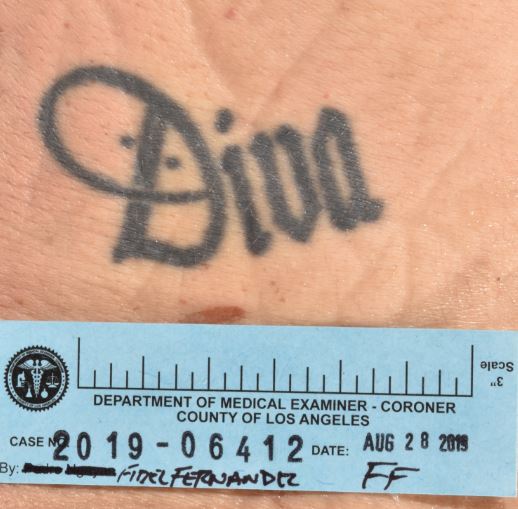 Diva
3"
Scale
DEPARTMENT OF MEDICAL EXAMINER - CORONER
COUNTY OF LOS ANGELES
CASE Nº 2019-06412 DATE: AUG 28 2019
By: FIDEL FERNANDEZ FF